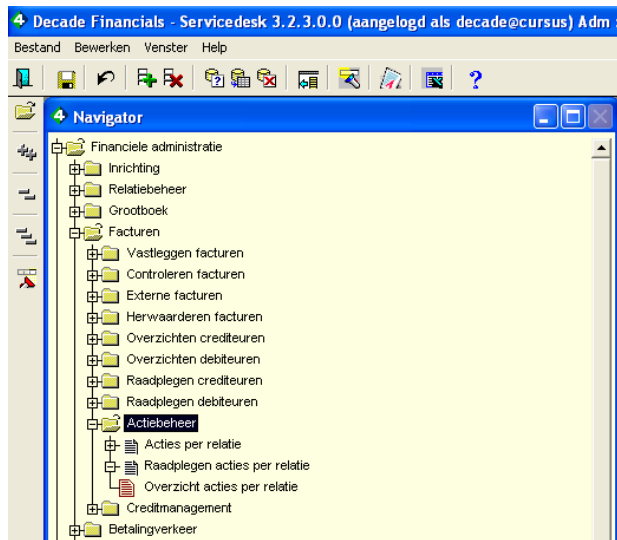 Decade Financials - Servicedesk 3.2.3.0.0 (aangelogd als decade@cursus) Adm
Bestand Bewerken Venster Help
Navigator
Financiele administratie
Inrichting
Relatiebeheer
Grootboek
Facturen
Vastleggen facturen
Controleren facturen
Externe facturen
Herwaarderen facturen
Overzichten crediteuren
Overzichten debiteuren
Raadplegen crediteuren
Raadplegen debiteuren
Actiebeheer
Acties per relatie
Raadplegen acties per relatie
Overzicht acties per relatie
Creditmanagement
Betalingverkeer